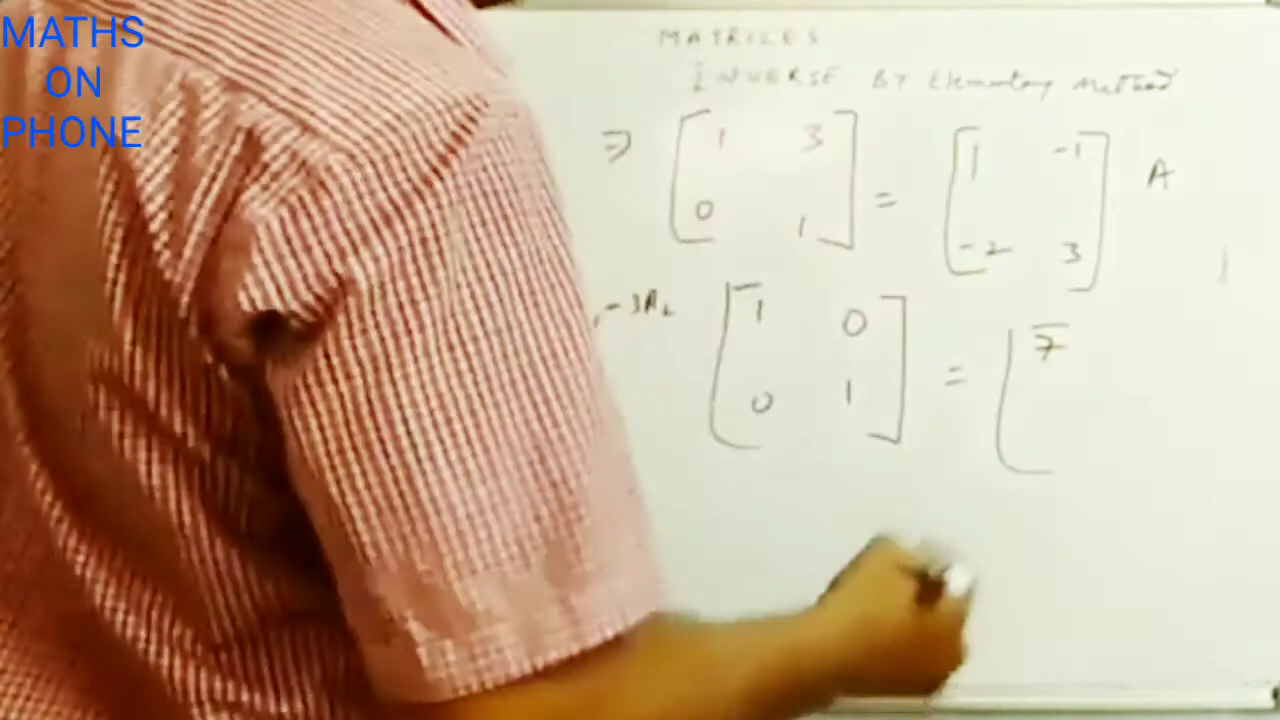 MATHS
ON
PHONE
MATRICES
INVERSE BY Elementary Method
⇒ [1 3
0 1] = [1 -1
-2 3] A
, -3R₂ [1 0
0 1] = [7